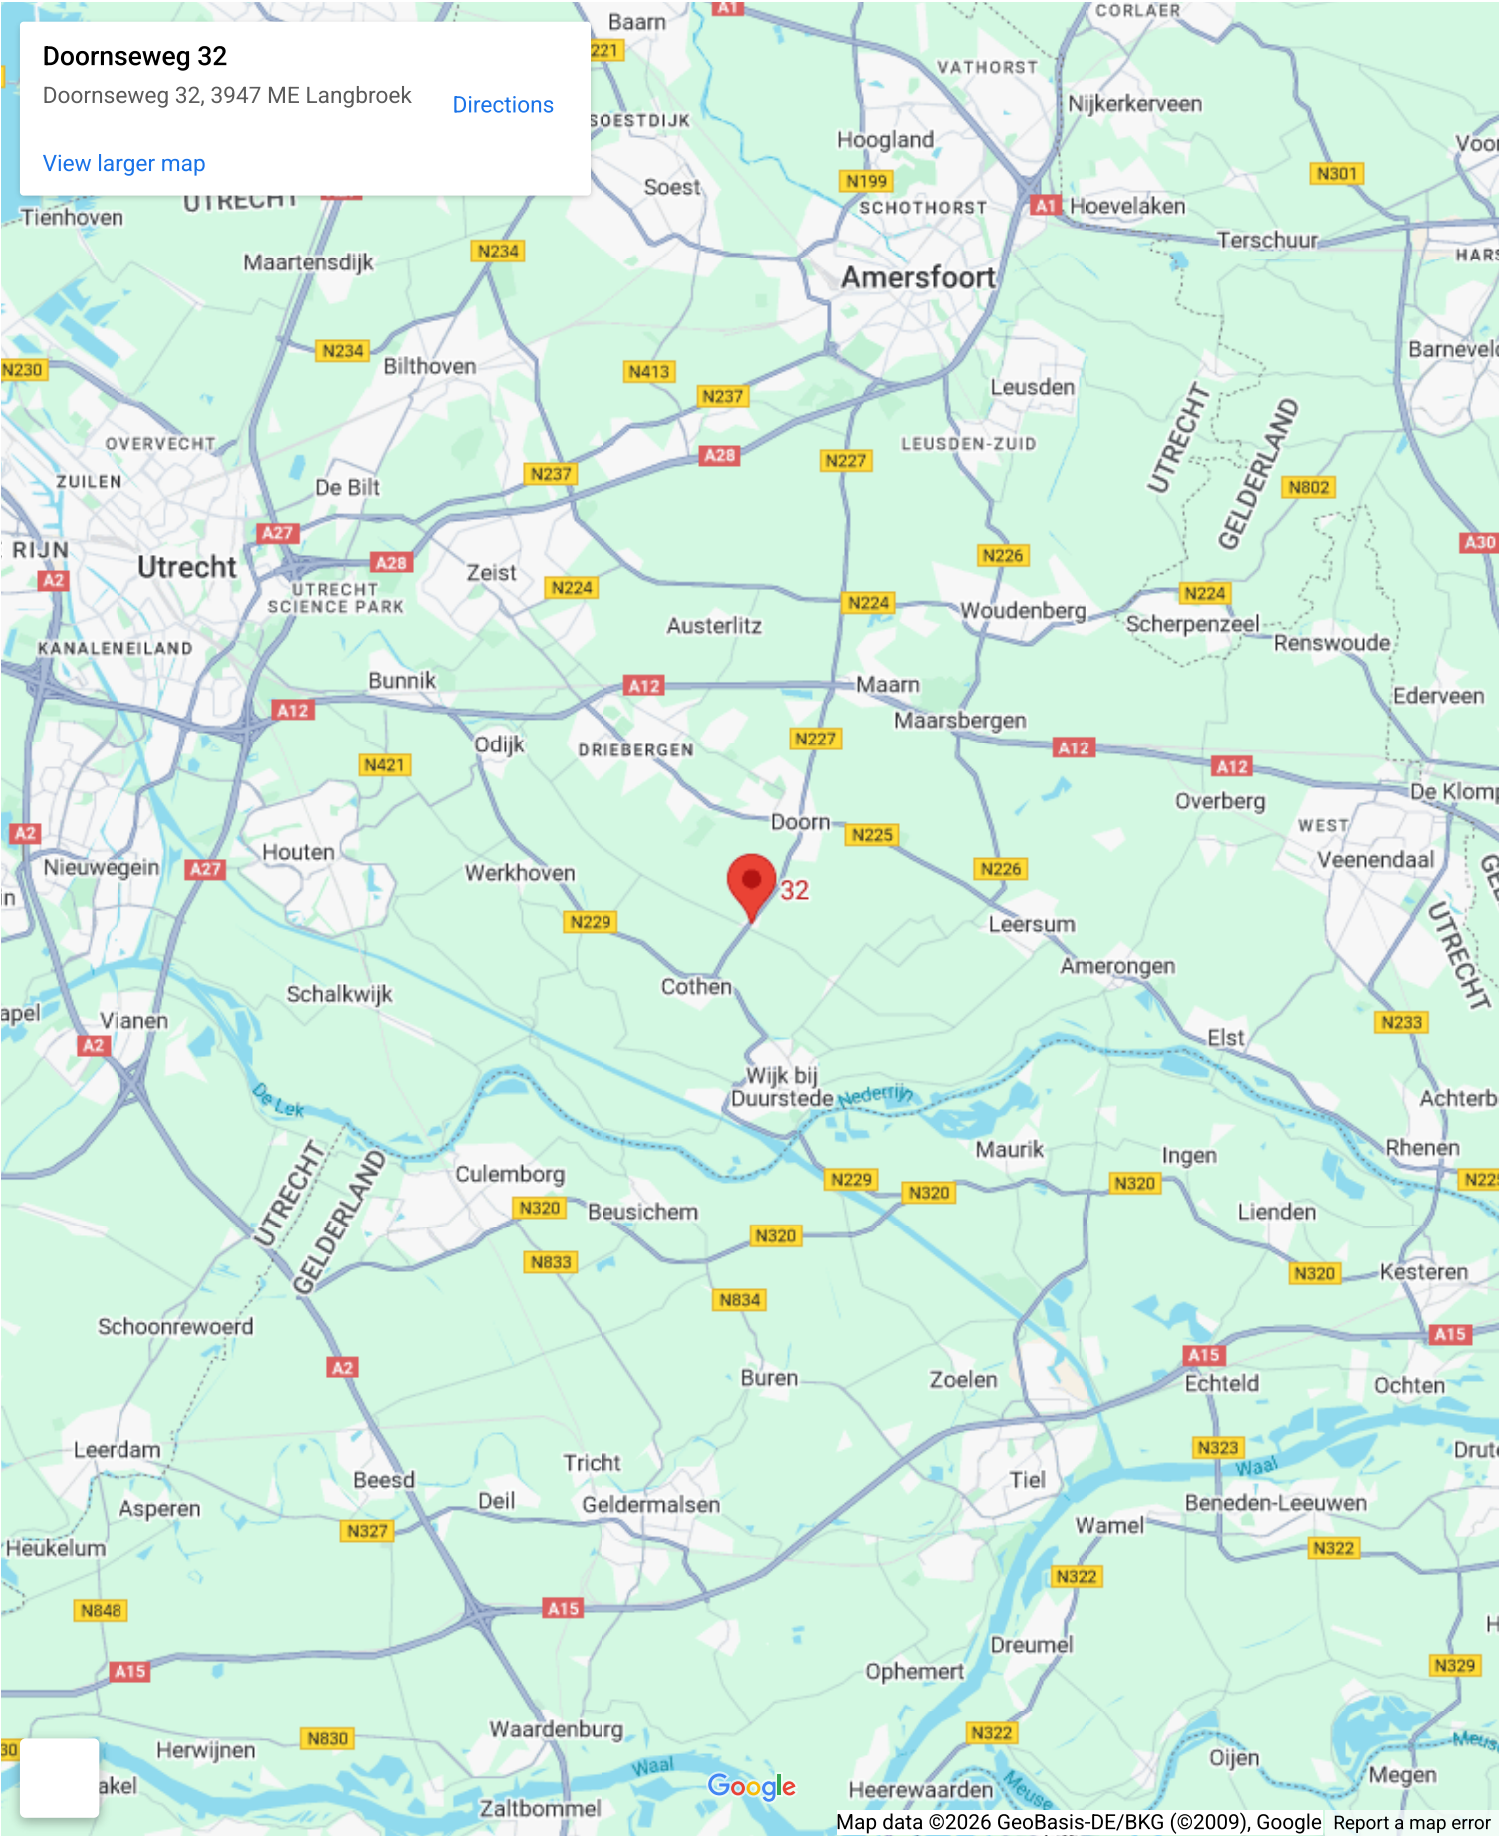 Doornseweg 32
Doornseweg 32, 3947 ME Langbroek
Directions
View larger map
Baarn
A1
CORLAER
221
VATHORST
Nijkerkerveen
SOESTDIJK
Hoogland
N301
Soest
N199
SCHOTHORST
A1
Hoevelaken
UTRECHT
Tienhoven
Terschuur
Maartensdijk
N234
Amersfoort
N234
Bilthoven
N230
N413
N237
Leusden
UTRECHT
GELDERLAND
OVERVECHT
LEUSDEN-ZUID
A28
N227
N237
ZUILEN
De Bilt
N802
A27
A30
RIJN
Utrecht
A28
N226
A2
Zeist
N224
UTRECHT
SCIENCE PARK
N224
N224
Woudenberg
Scherpenzeel
Austerlitz
Renswoude
KANALENEILAND
Bunnik
A12
Maarn
Ederveen
A12
Maarsbergen
Odijk
DRIEBERGEN
N227
A12
N421
A12
Overberg
Doorn
N225
WEST
A2
Houten
Nieuwegein
A27
Werkhoven
32
N226
Veenendaal
N229
Leersum
UTRECHT
Amerongen
Cothen
Schalkwijk
Vianen
N233
A2
Elst
Wijk bij
Duurstede
Nederrijn
De Lek
Rhenen
Maurik
Ingen
UTRECHT
GELDERLAND
Culemborg
N229
N320
N320
N320
Beusichem
Lienden
N320
N833
N320
Kesteren
N834
Schoonrewoerd
A15
A15
A2
Buren
Zoelen
Echteld
Ochten
Leerdam
N323
Waal
Tricht
Beesd
Tiel
Deil
Geldermalsen
Beneden-Leeuwen
Asperen
Wamel
N327
Heukelum
N322
N322
N848
A15
Dreumel
Ophemert
A15
N329
Waardenburg
N830
N322
Herwijnen
Oijen
Waal
Google
Heerewaarden
Meuse
Megen
Zaltbommel
Map data ©2026 GeoBasis-DE/BKG (©2009), Google
Report a map error